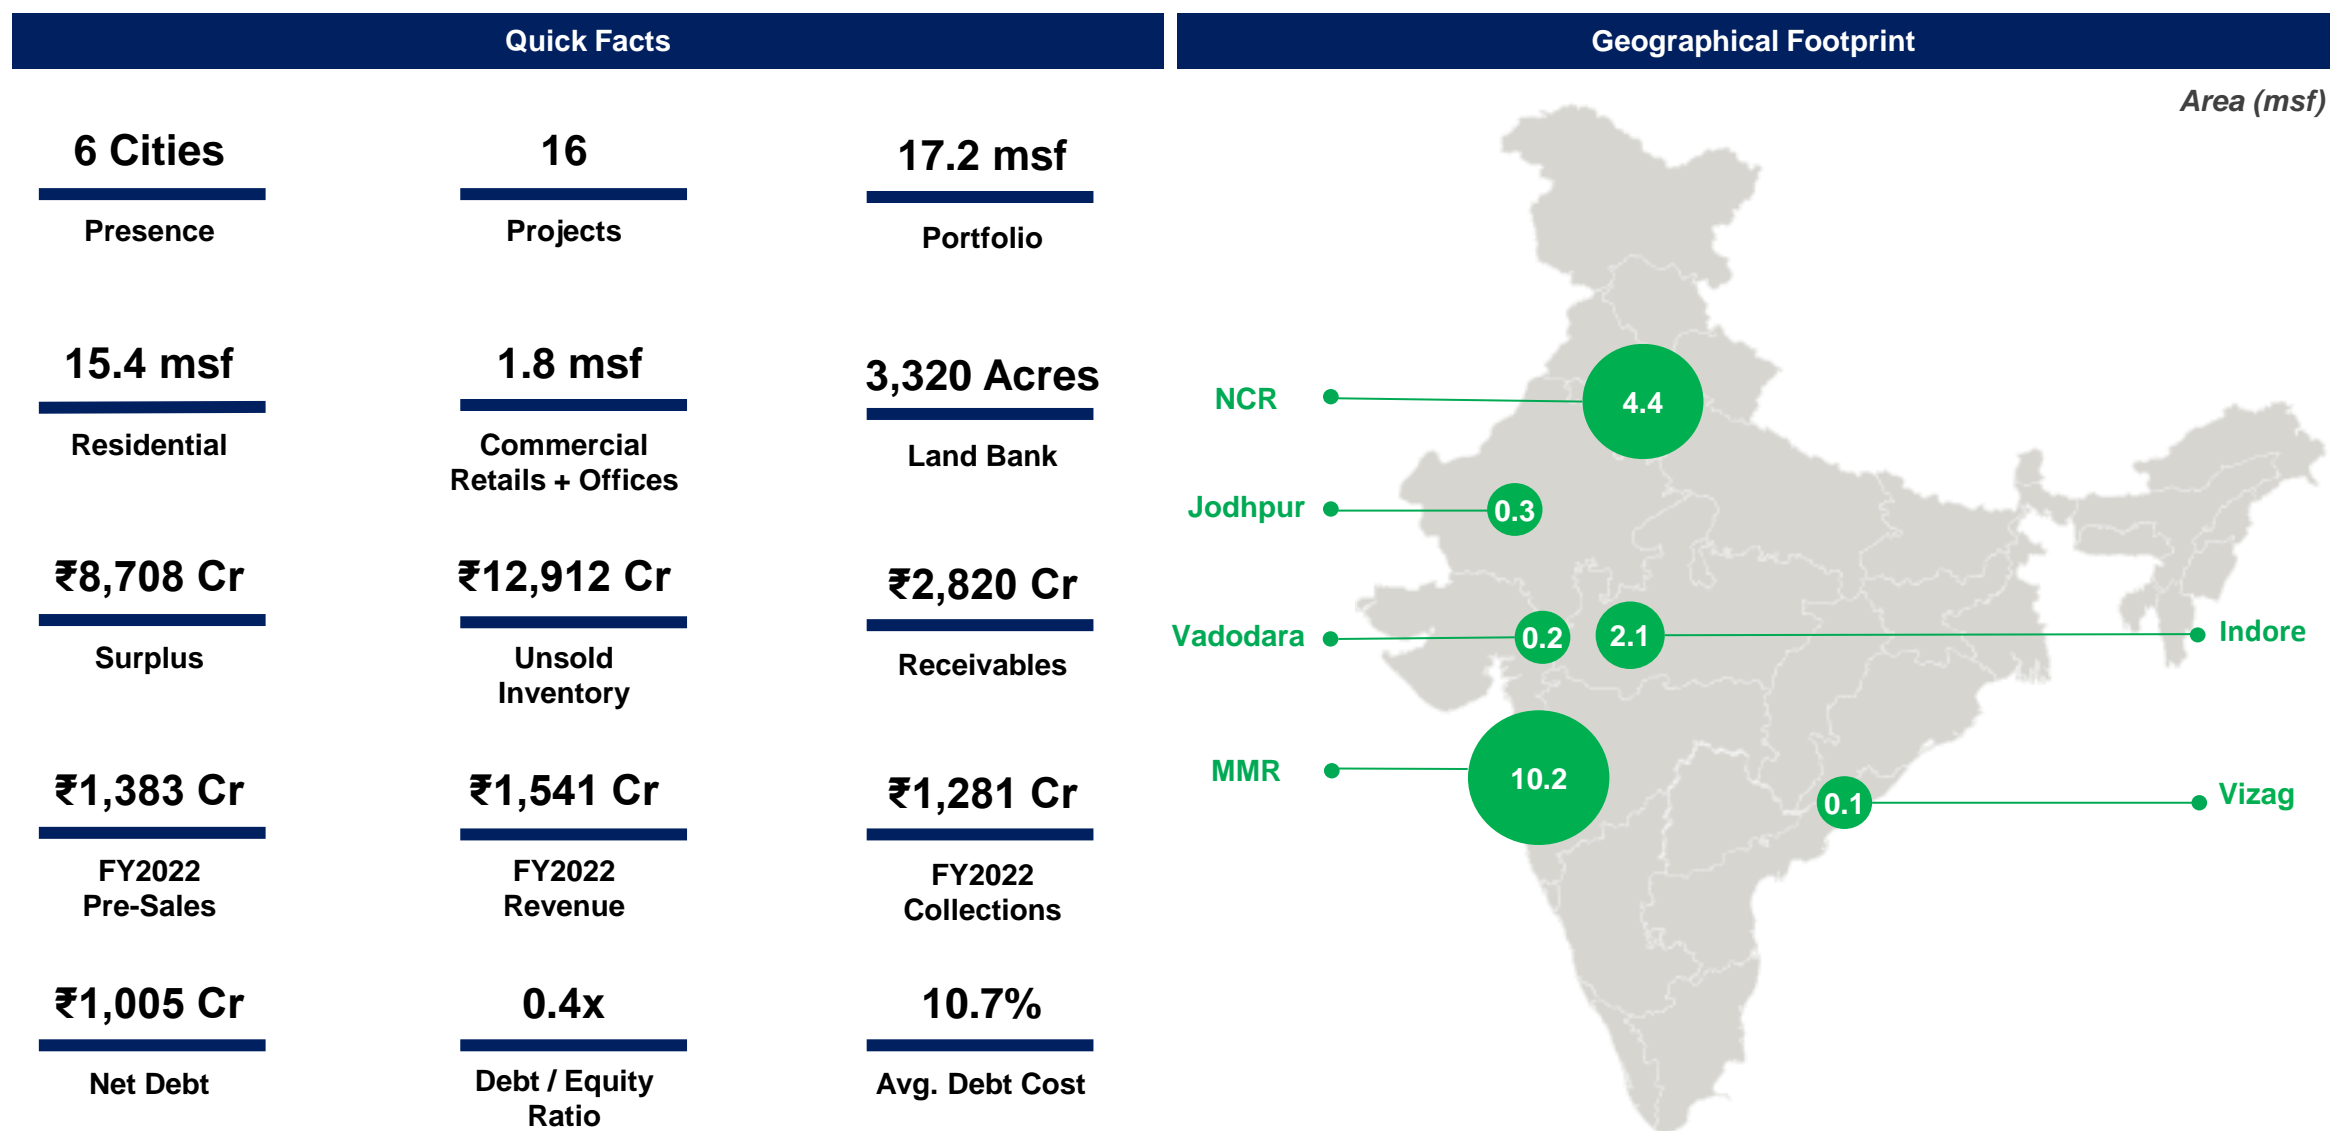 Quick Facts
6 Cities
Presence
16
Projects
17.2 msf
Portfolio
15.4 msf
Residential
1.8 msf
Commercial
Retails + Offices
3,320 Acres
Land Bank
₹8,708 Cr
Surplus
₹12,912 Cr
Unsold
Inventory
₹2,820 Cr
Receivables
₹1,383 Cr
FY2022
Pre-Sales
₹1,541 Cr
FY2022
Revenue
₹1,281 Cr
FY2022
Collections
₹1,005 Cr
Net Debt
0.4x
Debt / Equity
Ratio
10.7%
Avg. Debt Cost
Geographical Footprint
Area (msf)
NCR
4.4
Jodhpur
0.3
Vadodara
0.2
2.1
Indore
MMR
10.2
0.1
Vizag